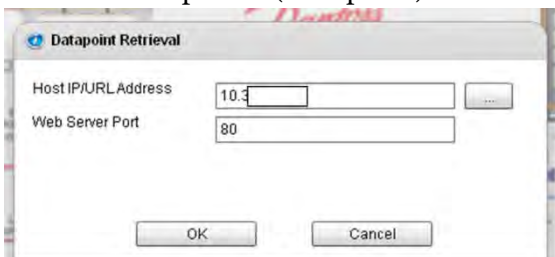 Datapoint Retrieval
Host IP/URL Address 10.3 ...
Web Server Port 80
OK Cancel